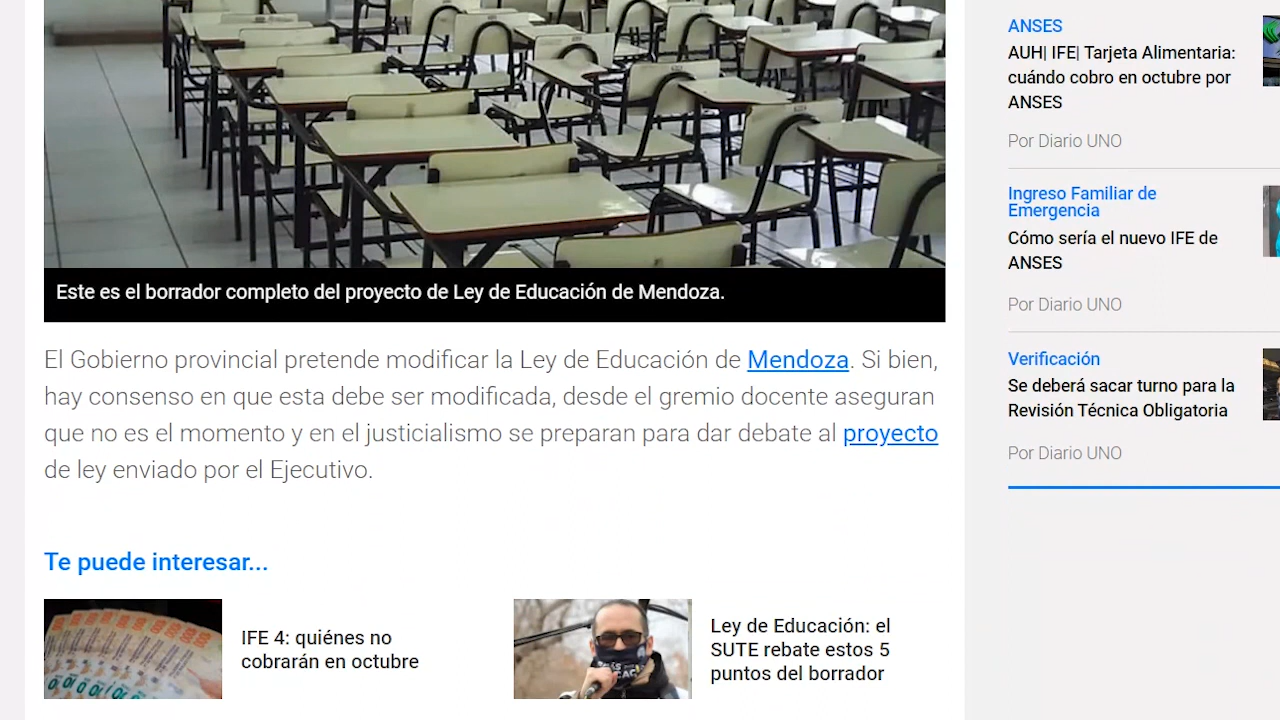 Este es el borrador completo del proyecto de Ley de Educación de Mendoza.
El Gobierno provincial pretende modificar la Ley de Educación de Mendoza. Si bien,
hay consenso en que esta debe ser modificada, desde el gremio docente aseguran
que no es el momento y en el justicialismo se preparan para dar debate al proyecto
de ley enviado por el Ejecutivo.
Te puede interesar...
IFE 4: quiénes no
cobrarán en octubre
Ley de Educación: el
SUTE rebate estos 5
puntos del borrador
ANSES
AUH| IFE| Tarjeta Alimentaria:
cuándo cobro en octubre por
ANSES
Por Diario UNO
Ingreso Familiar de
Emergencia
Cómo sería el nuevo IFE de
ANSES
Por Diario UNO
Verificación
Se deberá sacar turno para la
Revisión Técnica Obligatoria
Por Diario UNO